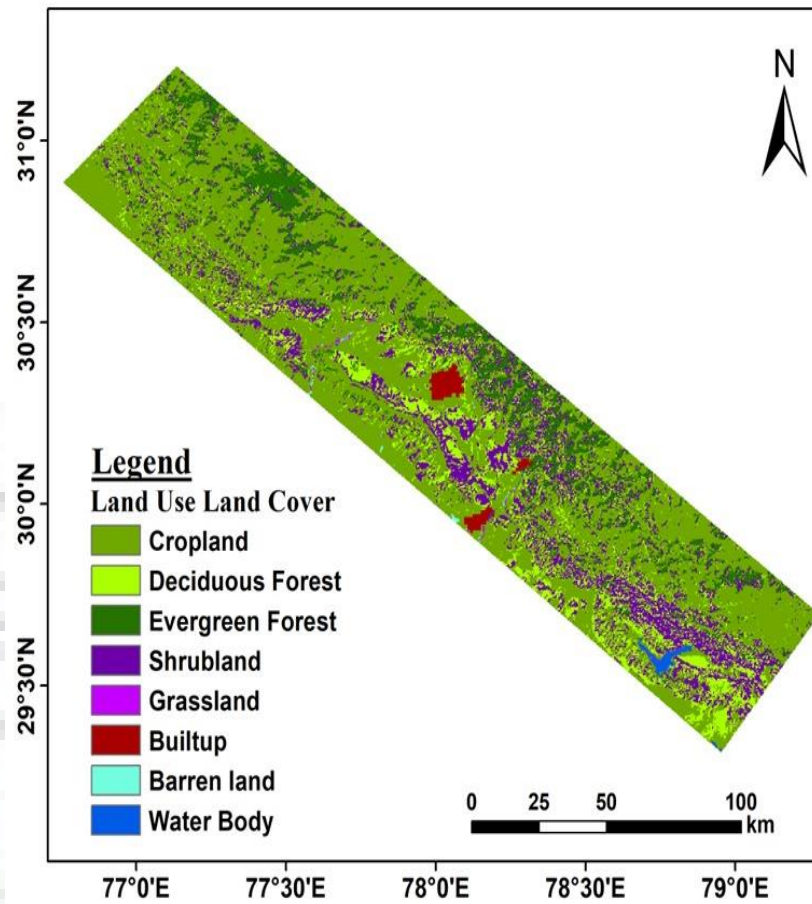 N
31°0'N
30°30'N
30°0'N
29°30'N
Legend
Land Use Land Cover
Cropland
Deciduous Forest
Evergreen Forest
Shrubland
Grassland
Builtup
Barren land
Water Body
0 25 50 100
km
77°0'E 77°30'E 78°0'E 78°30'E 79°0'E